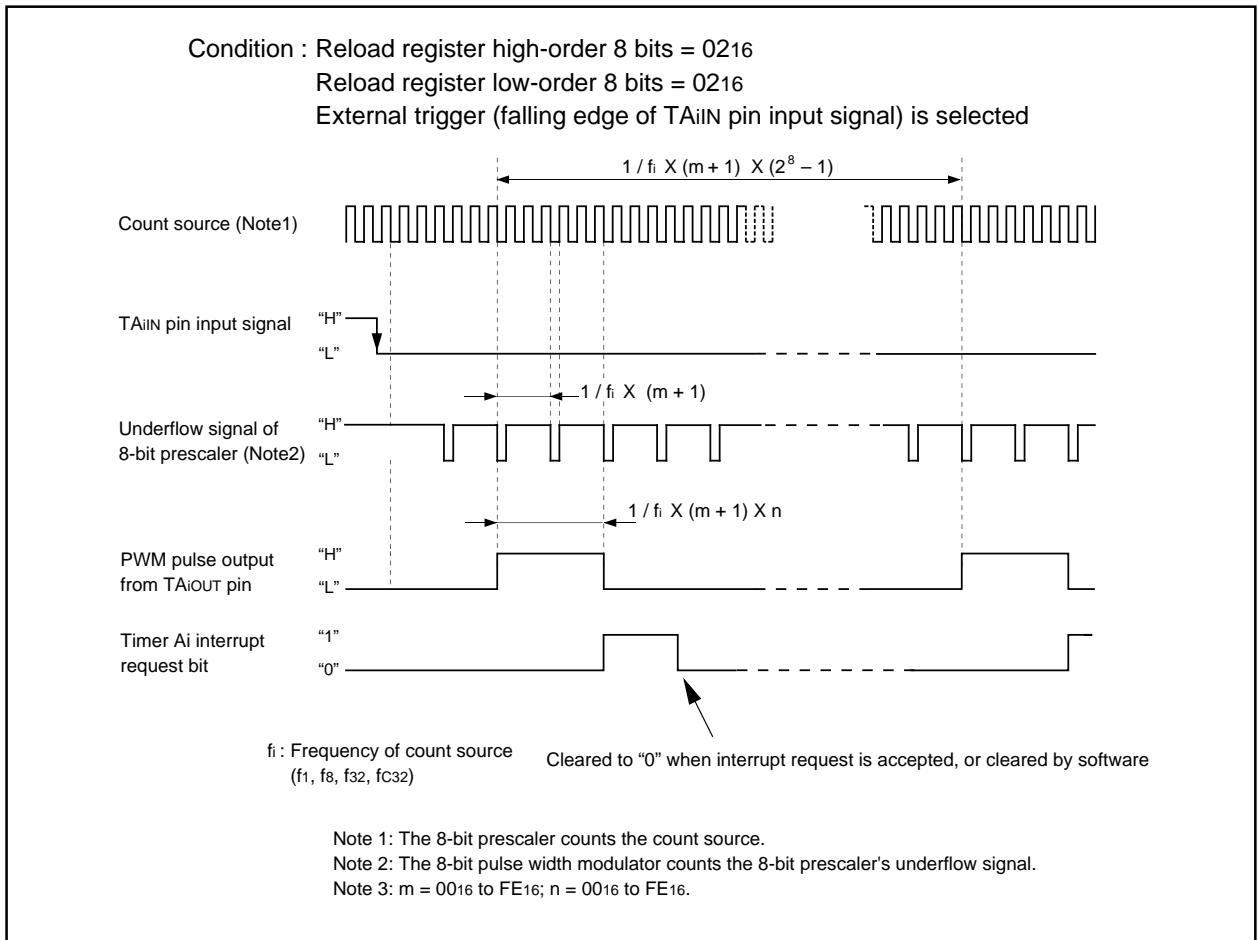 Condition : Reload register high-order 8 bits = 0216
Reload register low-order 8 bits = 0216
External trigger (falling edge of TAiIN pin input signal) is selected
1 / fi X (m + 1) X (2^8 – 1)
Count source (Note1)
TAiIN pin input signal
“H”
“L”
1 / fi X (m + 1)
Underflow signal of
8-bit prescaler (Note2)
“H”
“L”
1 / fi X (m + 1) X n
PWM pulse output
from TAiOUT pin
“H”
“L”
Timer Ai interrupt
request bit
“1”
“0”
fi : Frequency of count source
(f1, f8, f32, fC32)
Cleared to “0” when interrupt request is accepted, or cleared by software
Note 1: The 8-bit prescaler counts the count source.
Note 2: The 8-bit pulse width modulator counts the 8-bit prescaler's underflow signal.
Note 3: m = 0016 to FE16; n = 0016 to FE16.